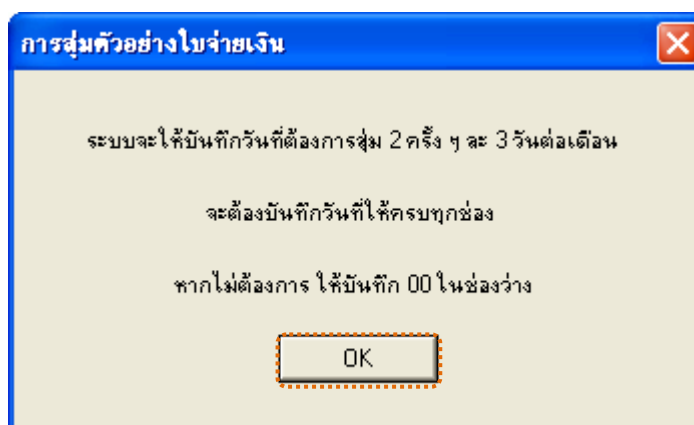 การสุ่มตัวอย่างใบจ่ายเงิน
ระบบจะให้บันทึกวันที่ต้องการสุ่ม 2 ครั้ง ๆ ละ 3 วันต่อเดือน
จะต้องบันทึกวันที่ให้ครบทุกช่อง
หากไม่ต้องการ ให้บันทึก 00 ในช่องว่าง
OK